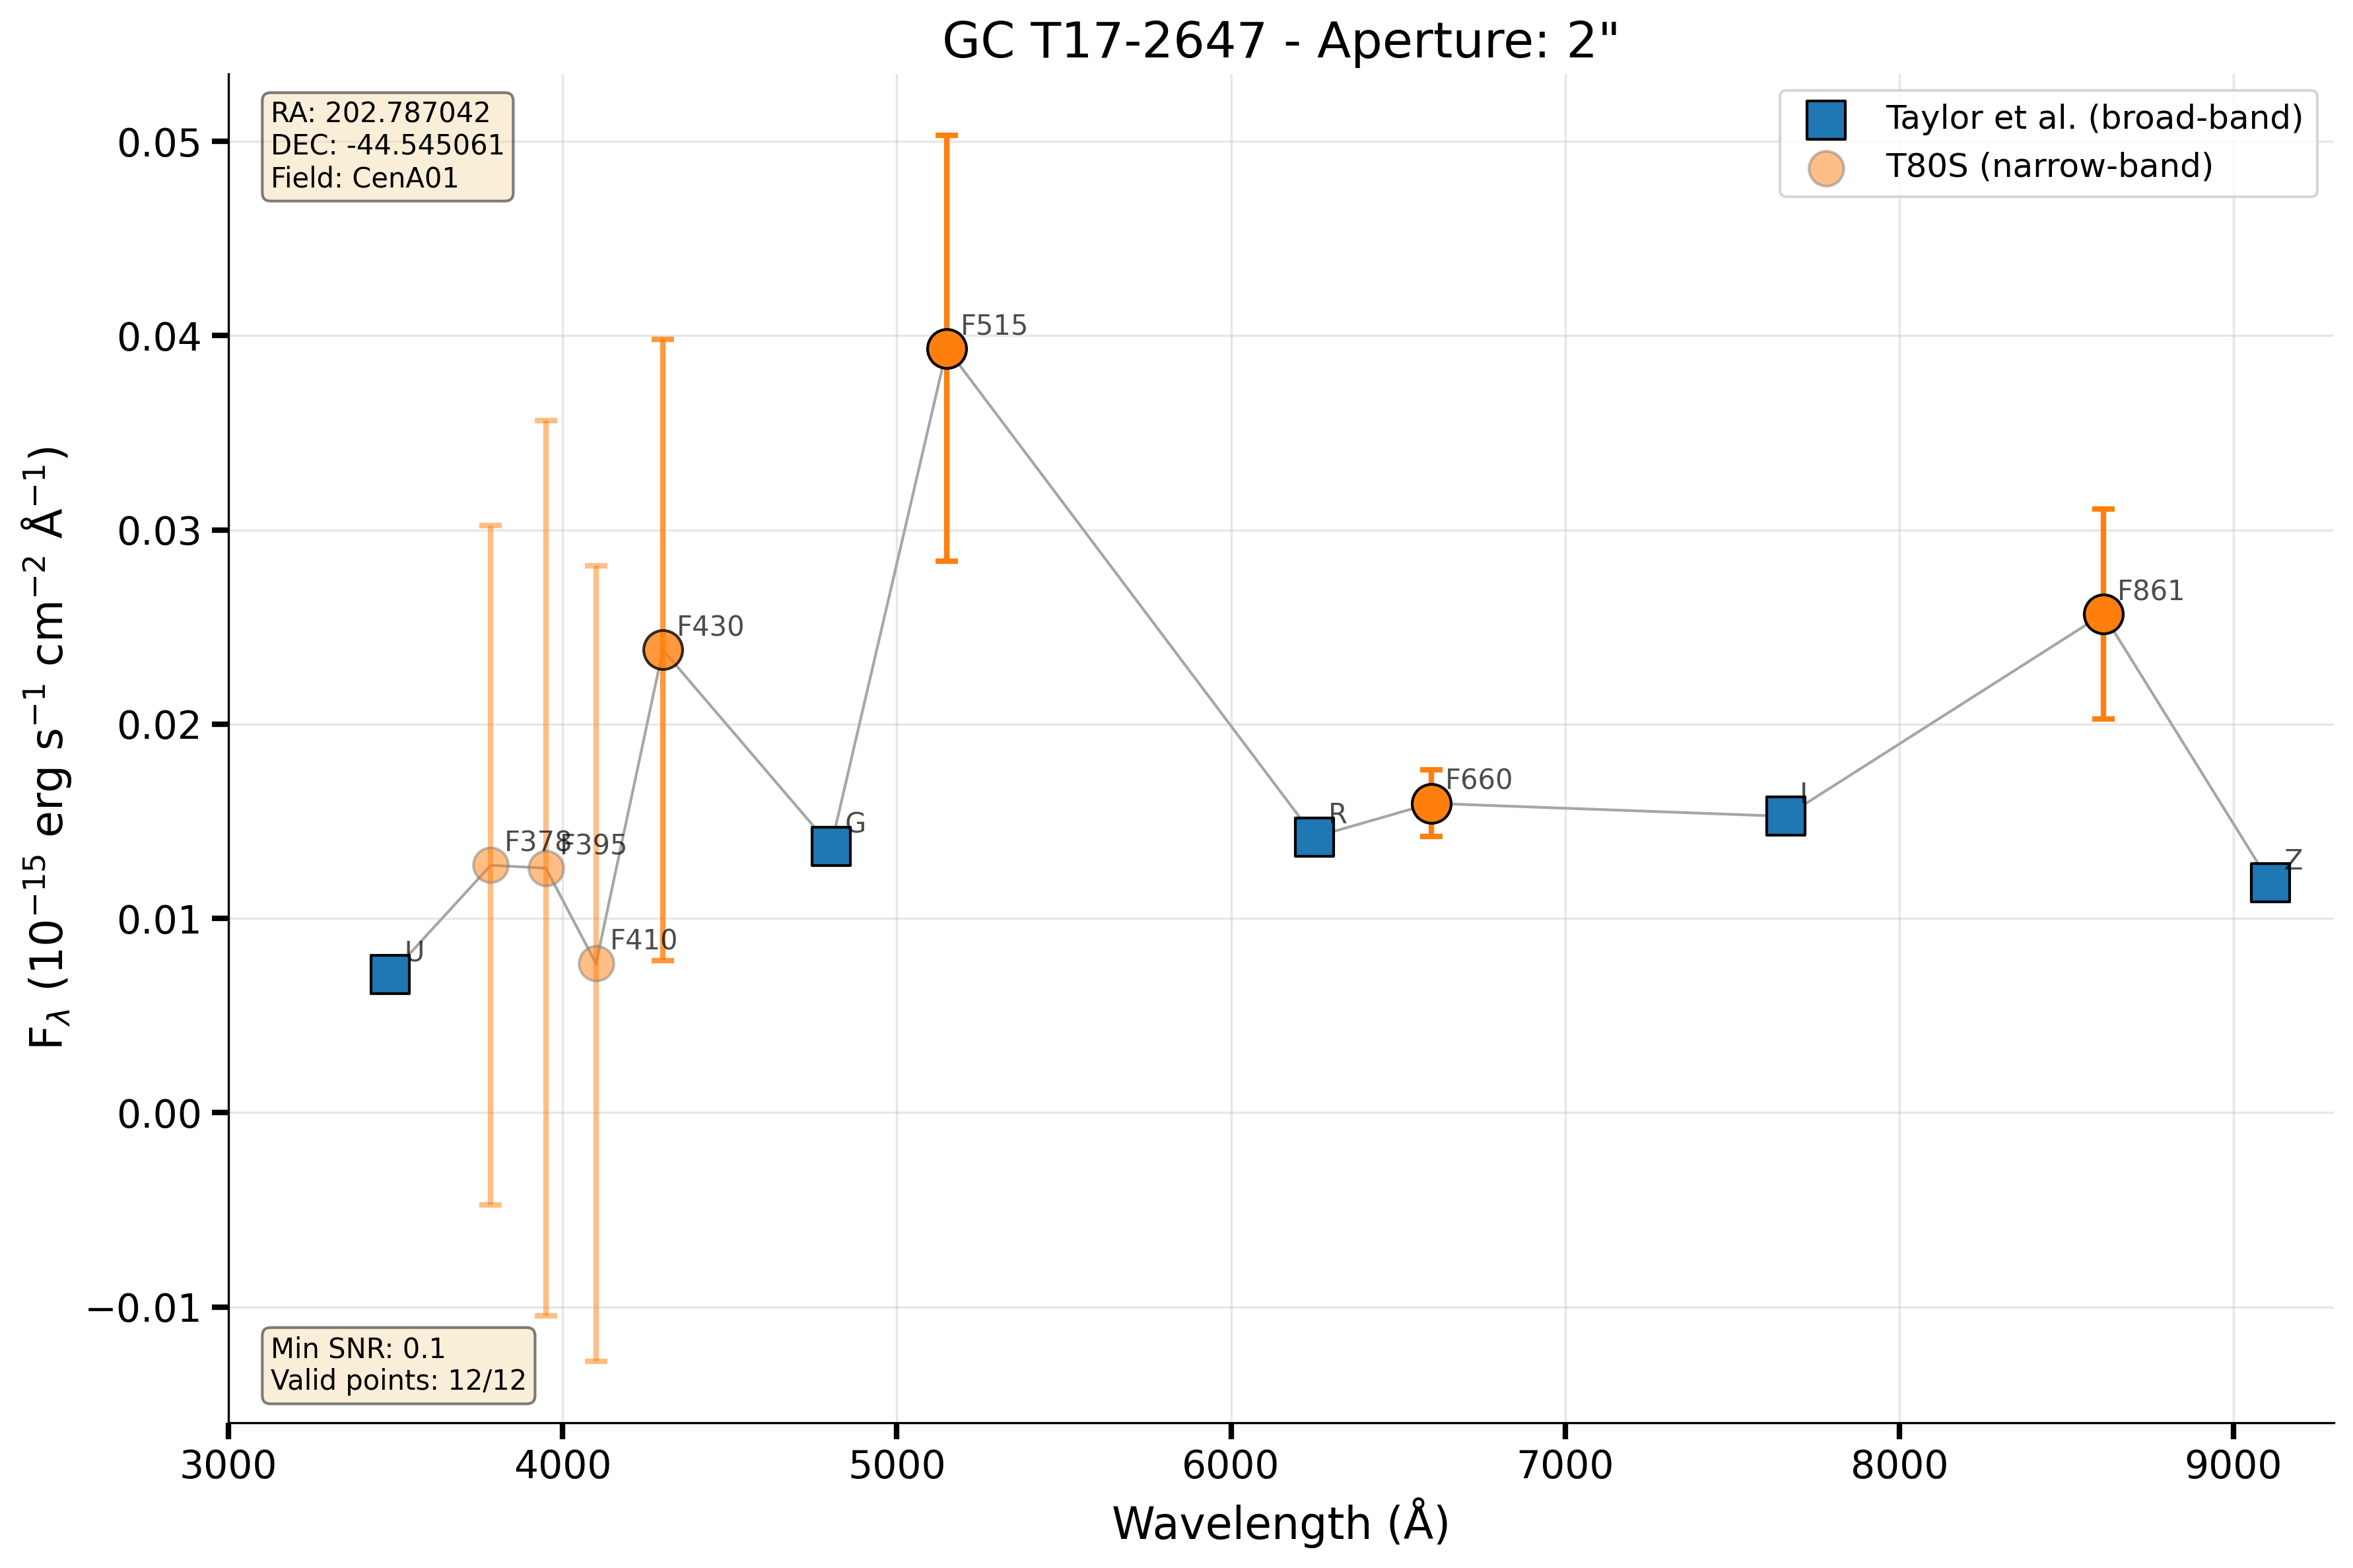 GC T17-2647 - Aperture: 2"
RA: 202.787042
DEC: -44.545061
Field: CenA01
Taylor et al. (broad-band)
T80S (narrow-band)
0.05
0.04
0.03
0.02
0.01
0.00
−0.01
F$_λ$ (10$^{−15}$ erg s$^{−1}$ cm$^{−2}$ Å$^{−1}$)
U
F378
F395
F410
F430
G
F515
R
F660
I
F861
Z
Min SNR: 0.1
Valid points: 12/12
3000
4000
5000
6000
7000
8000
9000
Wavelength (Å)